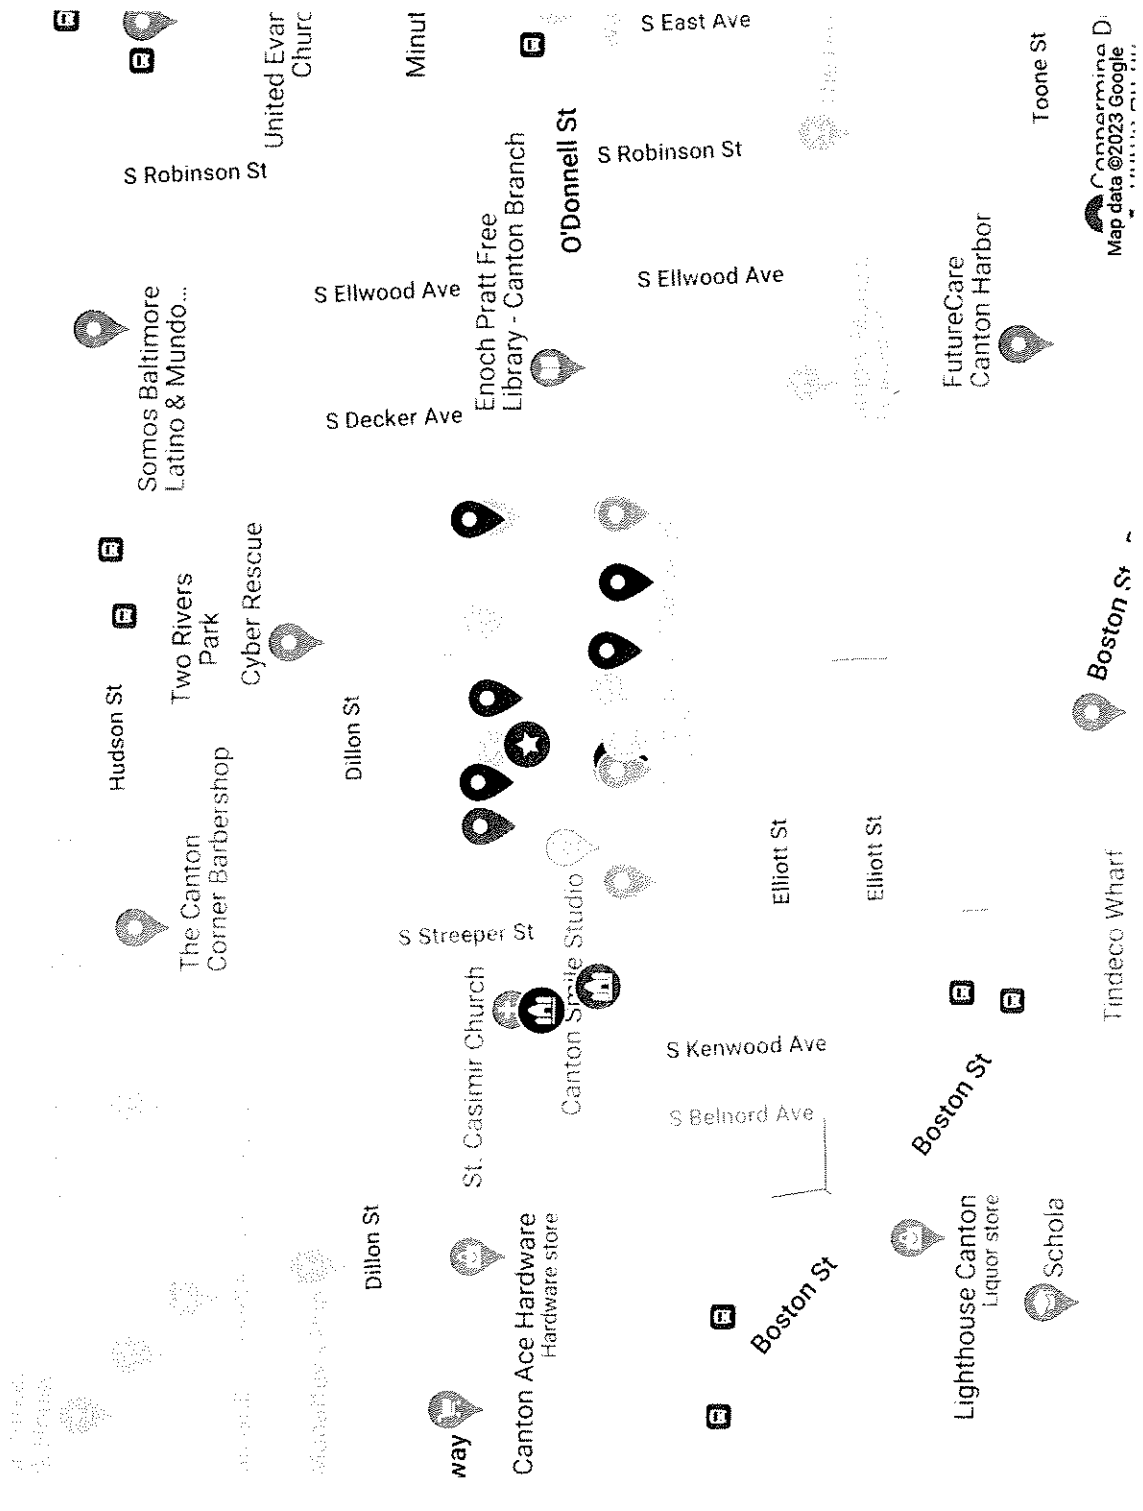 S East Ave
United Evar
Churc
Minut
Toone St
S Robinson St
S Robinson St
O'Donnell St
Enoch Pratt Free
Library - Canton Branch
Map data ©2023 Google
S Ellwood Ave
S Ellwood Ave
Somos Baltimore
Latino & Mundo...
FutureCare
Canton Harbor
S Decker Ave
Cyber Rescue
Two Rivers
Park
Hudson St
Dillon St
Boston St
The Canton
Corner Barbershop
Elliott St
Elliott St
Tindeco Wharf
S Streeper St
St. Casimir Church
Canton Smile Studio
S Kenwood Ave
S Belnord Ave
Boston St
Dillon St
Canton Ace Hardware
Hardware store
Boston St
Lighthouse Canton
Liquor store
Schola
way